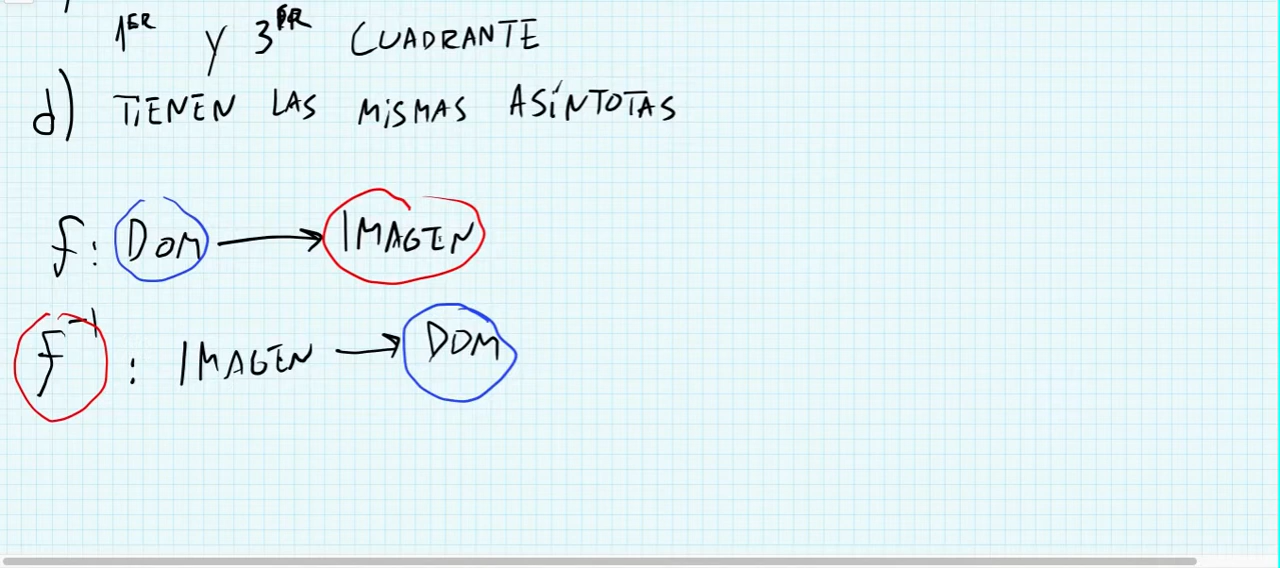 1ER Y 3ER CUADRANTE
d) TIENEN LAS MISMAS ASÍNTOTAS
f: DOM → IMAGEN
f⁻¹: IMAGEN → DOM